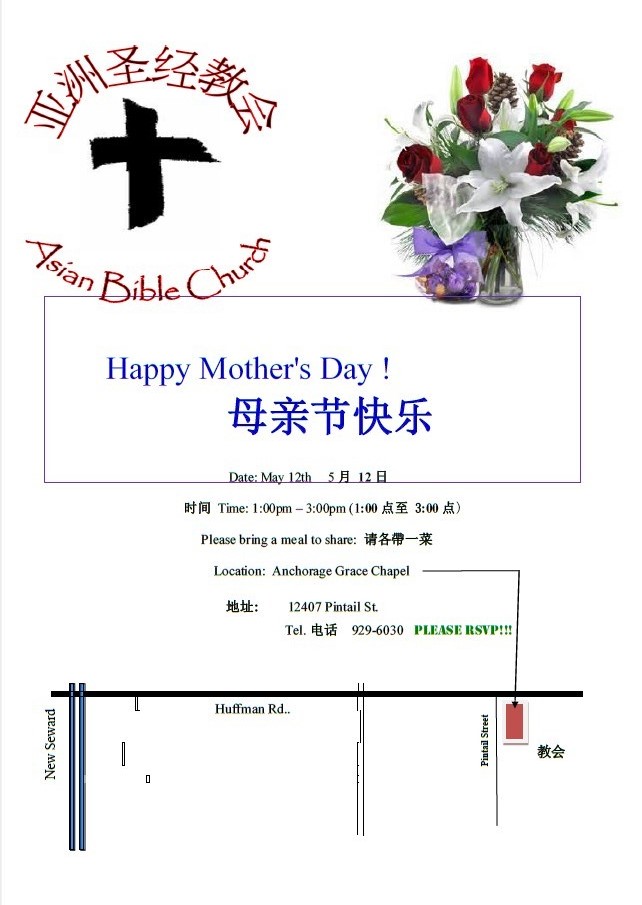 亚洲圣经教会
Asian Bible Church
Happy Mother's Day !
母亲节快乐
Date: May 12th 5月 12日
时间 Time: 1:00pm – 3:00pm (1:00 点至 3:00 点）
Please bring a meal to share: 请各帶一菜
Location: Anchorage Grace Chapel
地址: 12407 Pintail St.
Tel. 电话 929-6030 PLEASE RSVP!!!
Huffman Rd..
New Seward
Pintail Street
教会